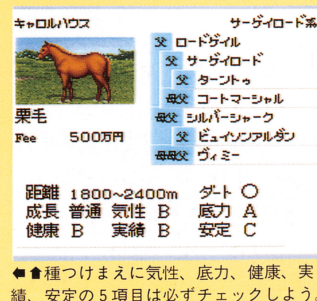 キャロルハウス
サーゲイロード系
父 ロードゲイル
父 サーゲイロード
父 ターントゥ
母父 コートマーシャル
母父 シルバーシャーク
父 ビュイソンアルダン
母母父 ヴィミー
栗毛
Fee 500万円
距離 1800~2400m ダート ○
成長 普通 気性 B 底力 A
健康 B 実績 B 安定 C
⬅⬆種つけまえに気性、底力、健康、実
績、安定の5項目は必ずチェックしよう。